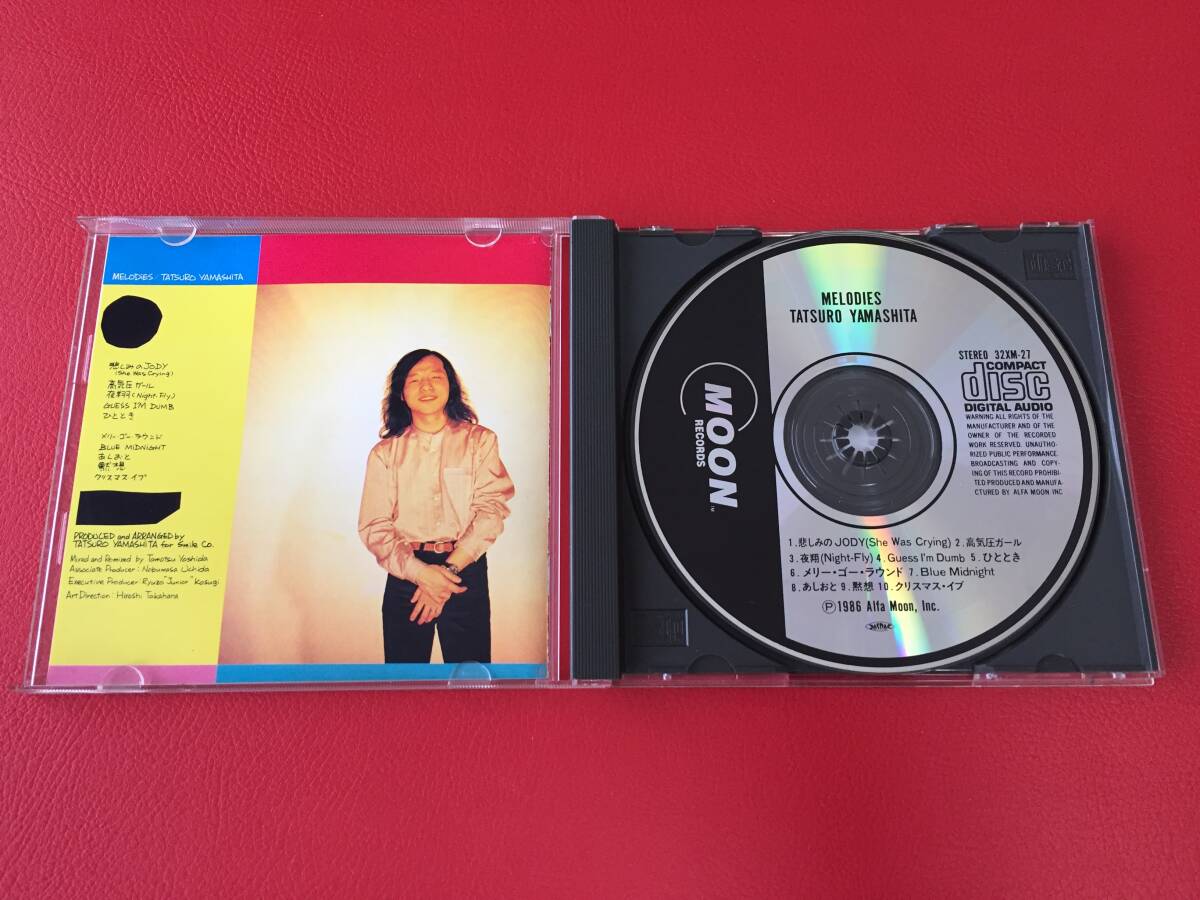 MELODIES / TATSURO YAMASHITA
悲しみのJODY
(She Was Crying)
高気圧ガール
夜翔(Night-Fly)
GUESS I'M DUMB
ひととき
メリー・ゴー・ラウンド
BLUE MIDNIGHT
あしおと
黙想
クリスマス・イブ
PRODUCED and ARRANGED by
TATSURO YAMASHITA for Smile Co.
Mixed and Remixed by Tamotsu Yoshida
Associate Producer : Nobumasa Uchida
Executive Producer : Ryuzo "Junior" Kosugi
Art Direction : Hiroshi Takahara
MELODIES
TATSURO YAMASHITA
MOON™
RECORDS
STEREO 32XM-27
COMPACT
disc
DIGITAL AUDIO
WARNING ALL RIGHTS OF THE
MANUFACTURER AND OF THE
OWNER OF THE RECORDED
WORK RESERVED. UNAUTHO-
RIZED PUBLIC PERFORMANCE.
BROADCASTING AND COPY-
ING OF THIS RECORD PROHIBI-
TED PRODUCED AND MANUFA-
CTURED BY ALFA MOON INC
1.悲しみのJODY(She Was Crying) 2.高気圧ガール
3.夜翔(Night-Fly) 4.Guess I'm Dumb 5.ひととき
6.メリー・ゴー・ラウンド 7.Blue Midnight
8.あしおと 9.黙想 10.クリスマス・イブ
Ⓟ1986 Alfa Moon, Inc.